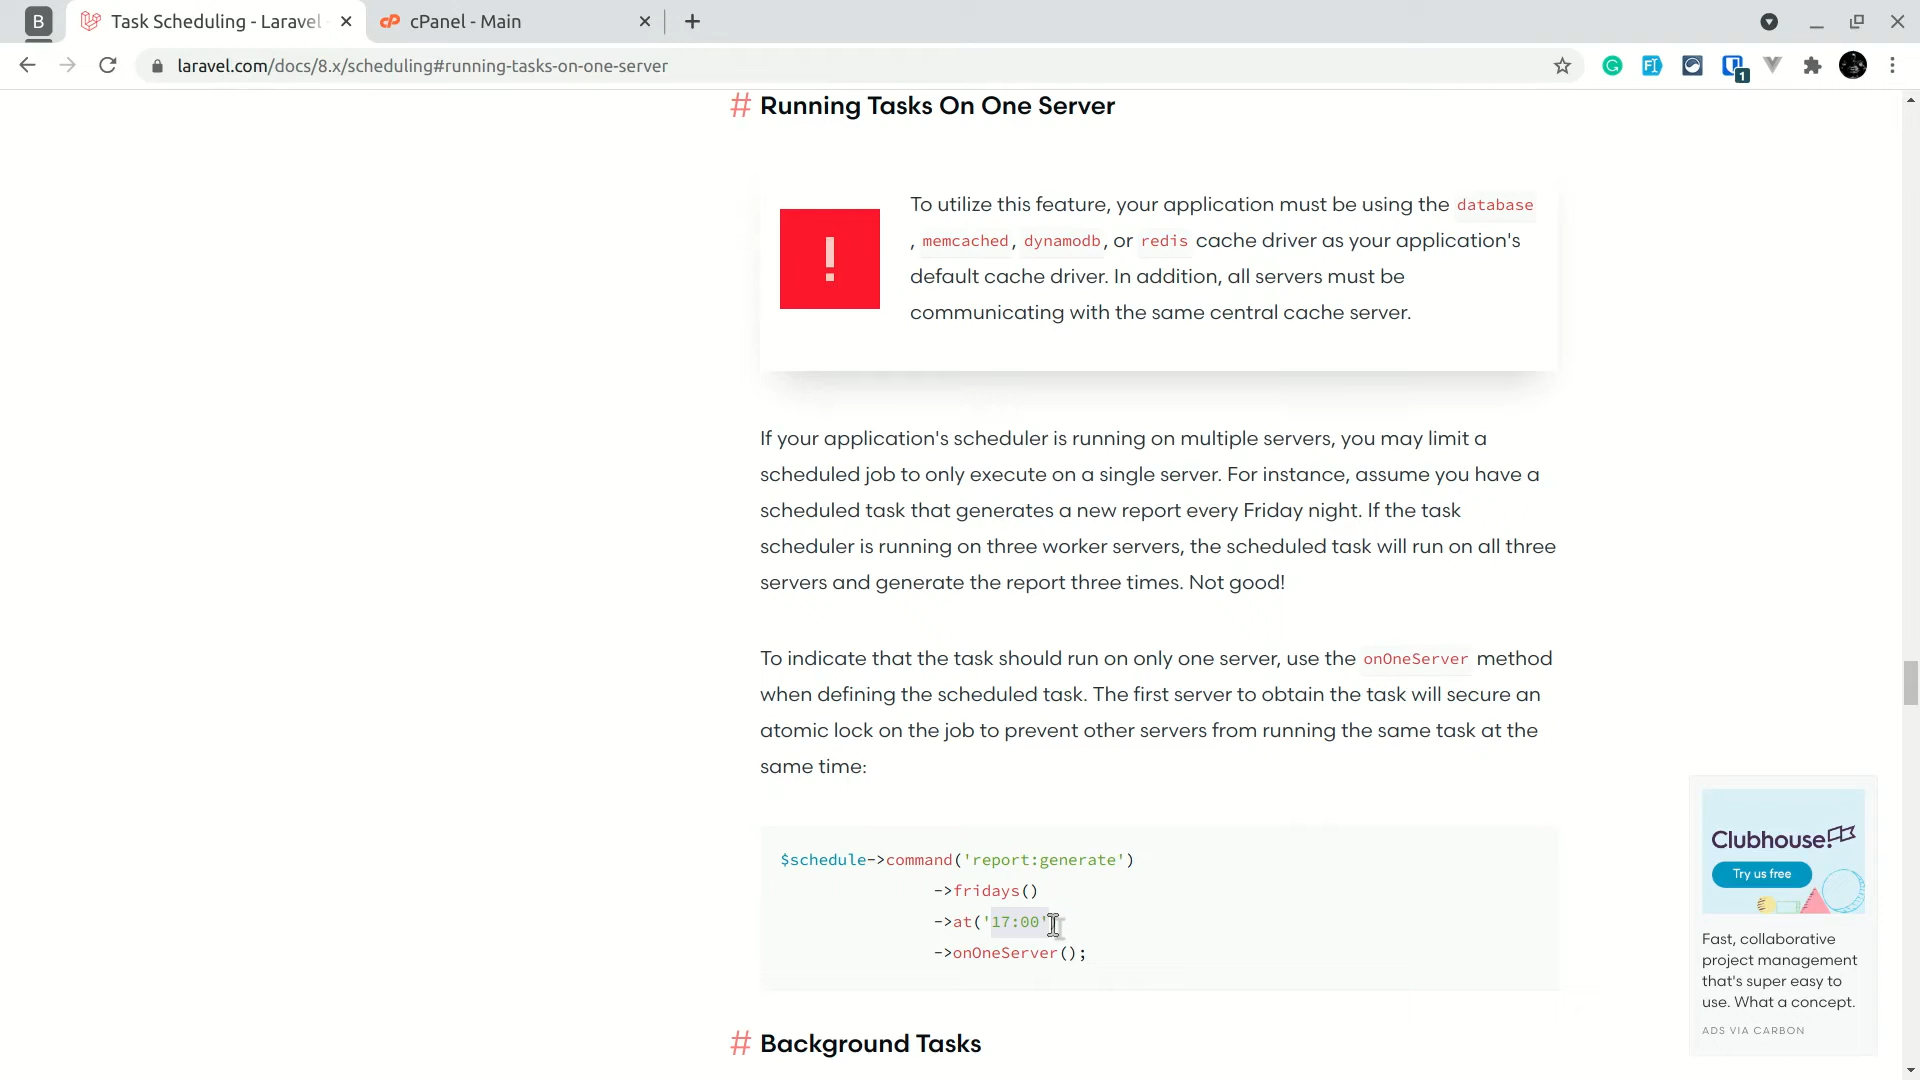 B
Task Scheduling - Laravel
cPanel - Main
laravel.com/docs/8.x/scheduling#running-tasks-on-one-server
1
# Running Tasks On One Server
!
To utilize this feature, your application must be using the database
, memcached, dynamodb, or redis cache driver as your application's
default cache driver. In addition, all servers must be
communicating with the same central cache server.
If your application's scheduler is running on multiple servers, you may limit a
scheduled job to only execute on a single server. For instance, assume you have a
scheduled task that generates a new report every Friday night. If the task
scheduler is running on three worker servers, the scheduled task will run on all three
servers and generate the report three times. Not good!
To indicate that the task should run on only one server, use the onOneServer method
when defining the scheduled task. The first server to obtain the task will secure an
atomic lock on the job to prevent other servers from running the same task at the
same time:
$schedule->command('report:generate')
->fridays()
->at('17:00'
->onOneServer();
# Background Tasks
Clubhouse!
Try us free
Fast, collaborative
project management
that's super easy to
use. What a concept.
ADS VIA CARBON